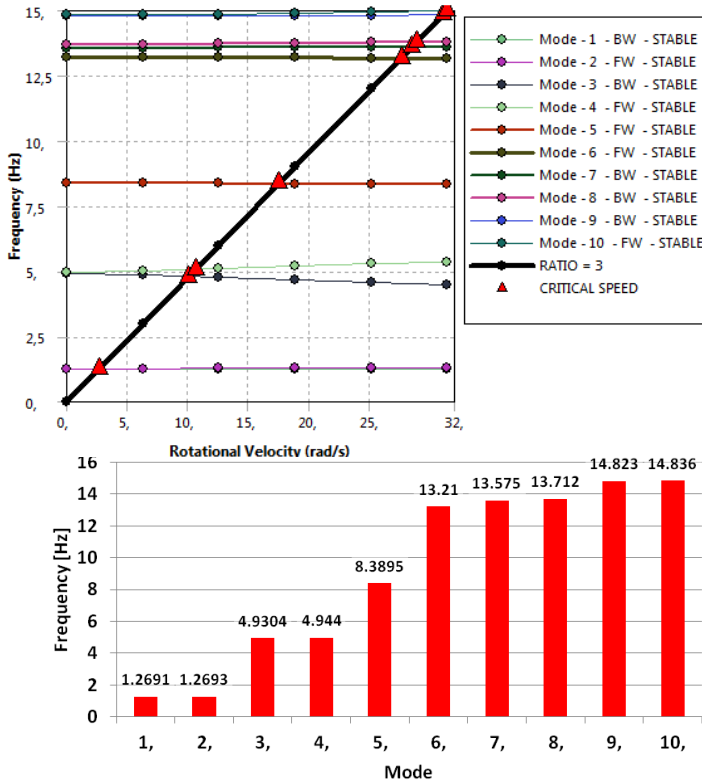 15,
12,5
10,
7,5
5,
2,5
0,
Frequency (Hz)
0,
5,
10,
15,
20,
25,
32,
Rotational Velocity (rad/s)
Mode - 1 - BW - STABLE
Mode - 2 - FW - STABLE
Mode - 3 - BW - STABLE
Mode - 4 - FW - STABLE
Mode - 5 - FW - STABLE
Mode - 6 - FW - STABLE
Mode - 7 - BW - STABLE
Mode - 8 - BW - STABLE
Mode - 9 - BW - STABLE
Mode - 10 - FW - STABLE
RATIO = 3
CRITICAL SPEED
16
14
12
10
8
6
4
2
0
Frequency [Hz]
1.2691
1.2693
4.9304
4.944
8.3895
13.21
13.575
13.712
14.823
14.836
1,
2,
3,
4,
5,
6,
7,
8,
9,
10,
Mode